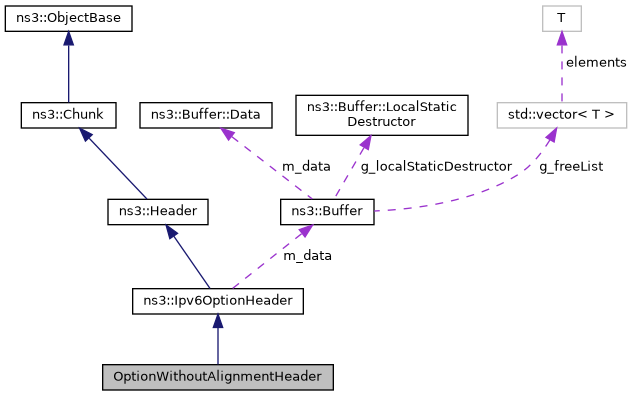 ns3::ObjectBase
T
elements
ns3::Chunk
ns3::Buffer::Data
ns3::Buffer::LocalStatic
Destructor
std::vector< T >
m_data
g_localStaticDestructor
g_freeList
ns3::Header
ns3::Buffer
m_data
ns3::Ipv6OptionHeader
OptionWithoutAlignmentHeader